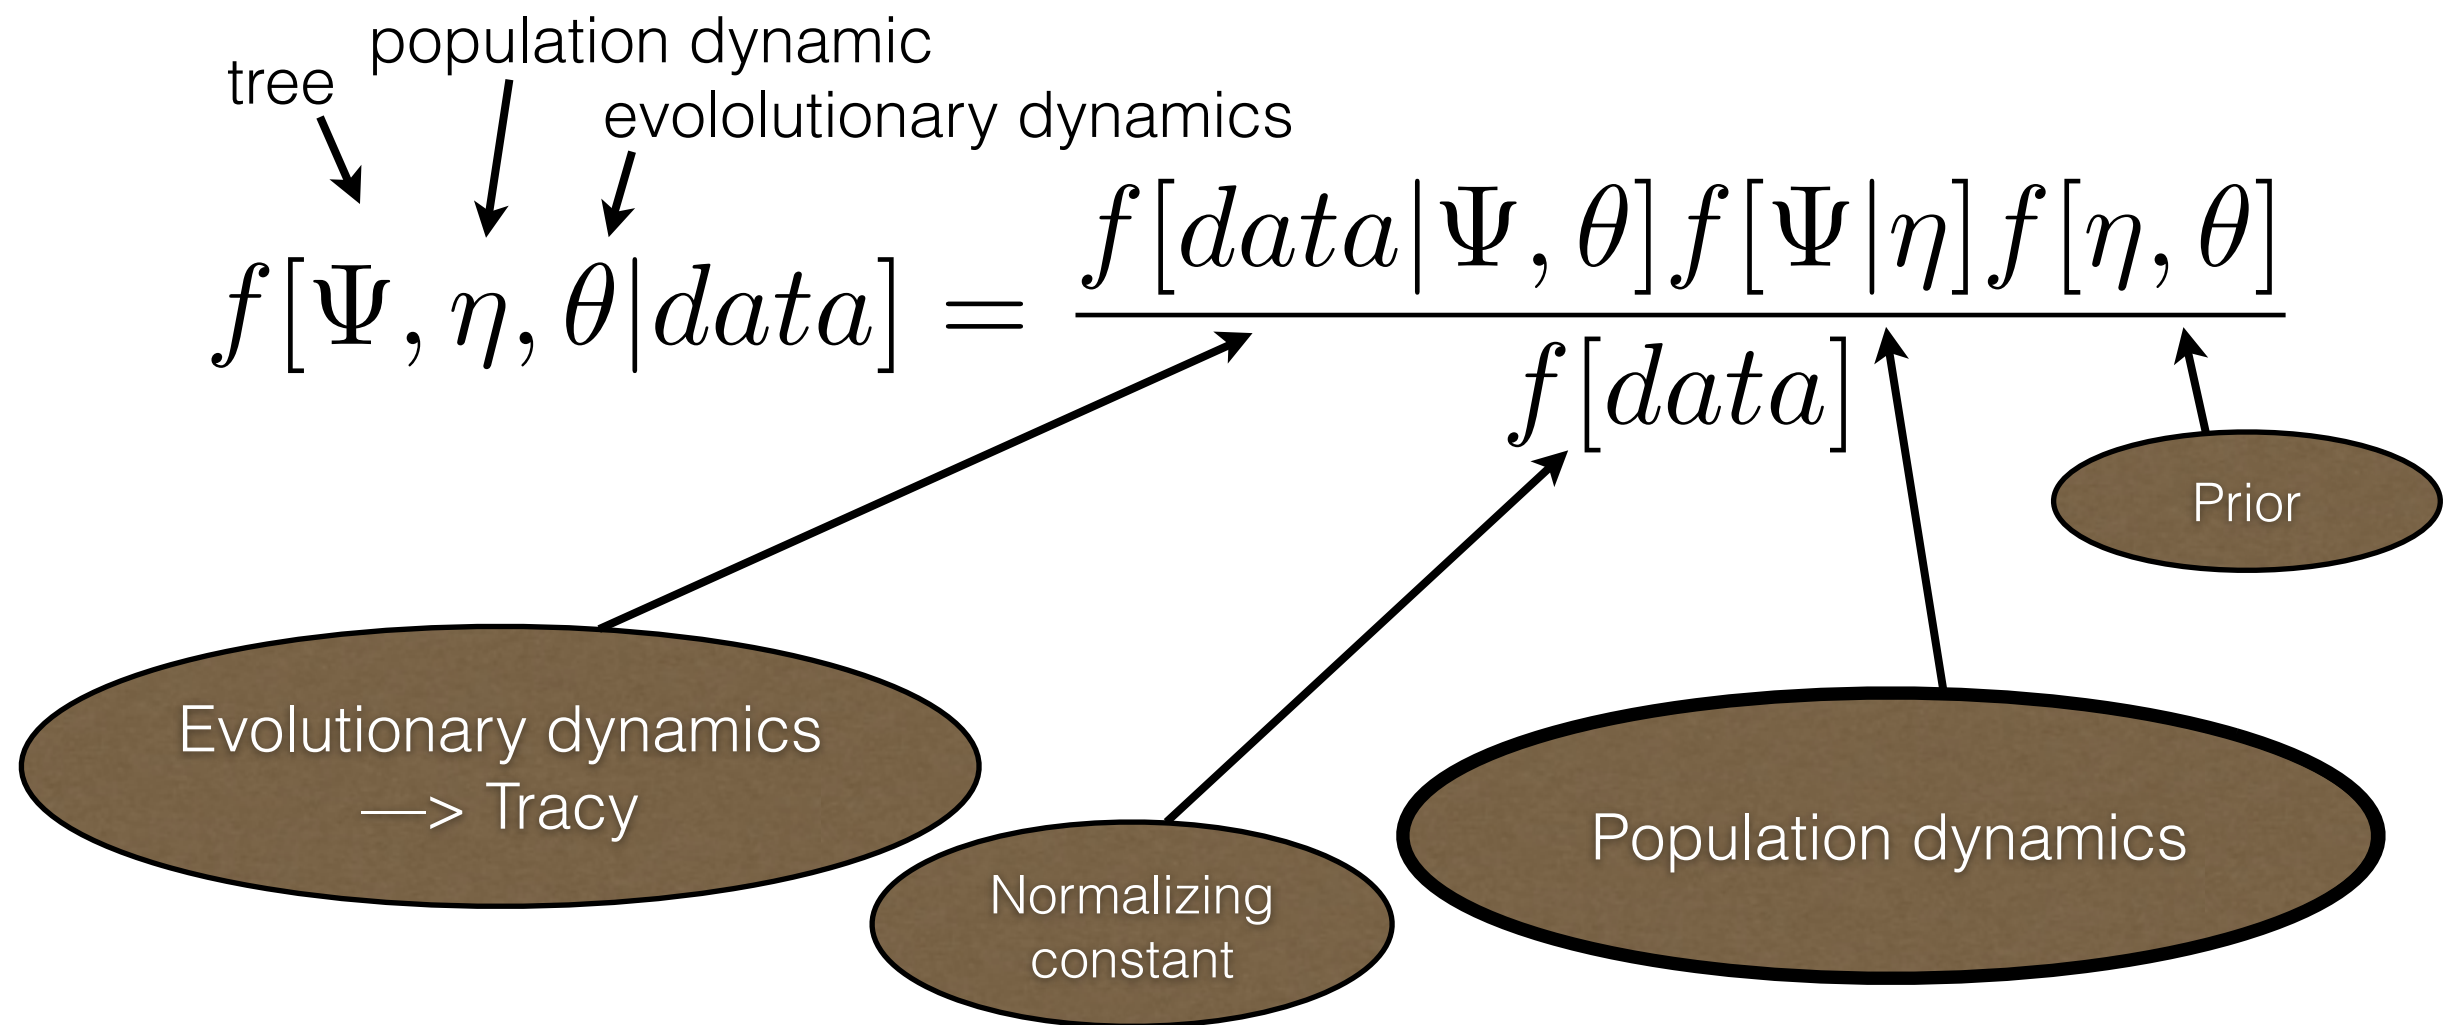 population dynamic
tree
evololutionary dynamics
f[Ψ, η, θ|data] = f[data|Ψ, θ]f[Ψ|η]f[η, θ]
f[data]
Prior
Evolutionary dynamics
—> Tracy
Population dynamics
Normalizing
constant